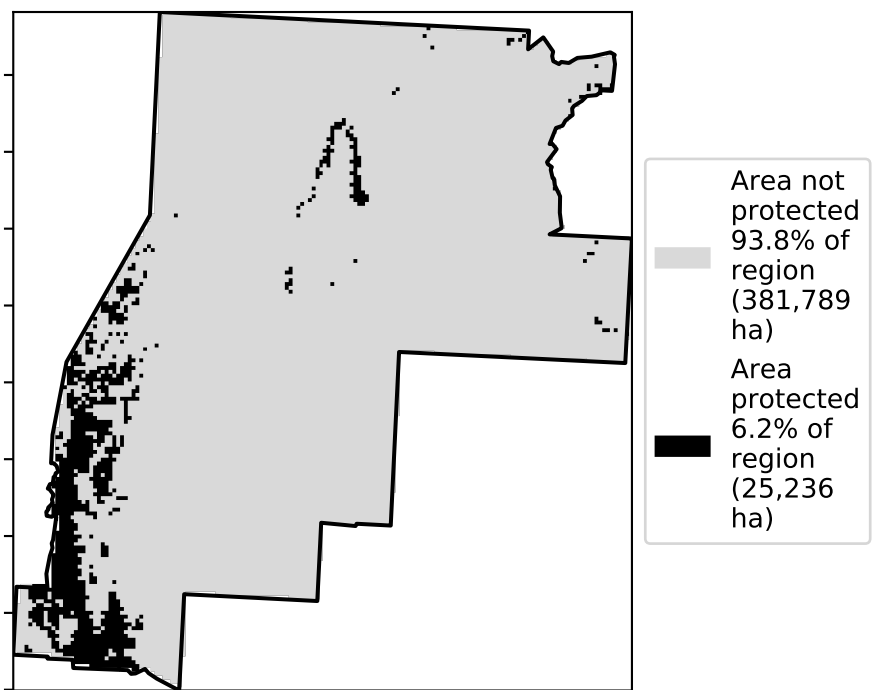 Area not
protected
93.8% of
region
(381,789
ha)
Area
protected
6.2% of
region
(25,236
ha)